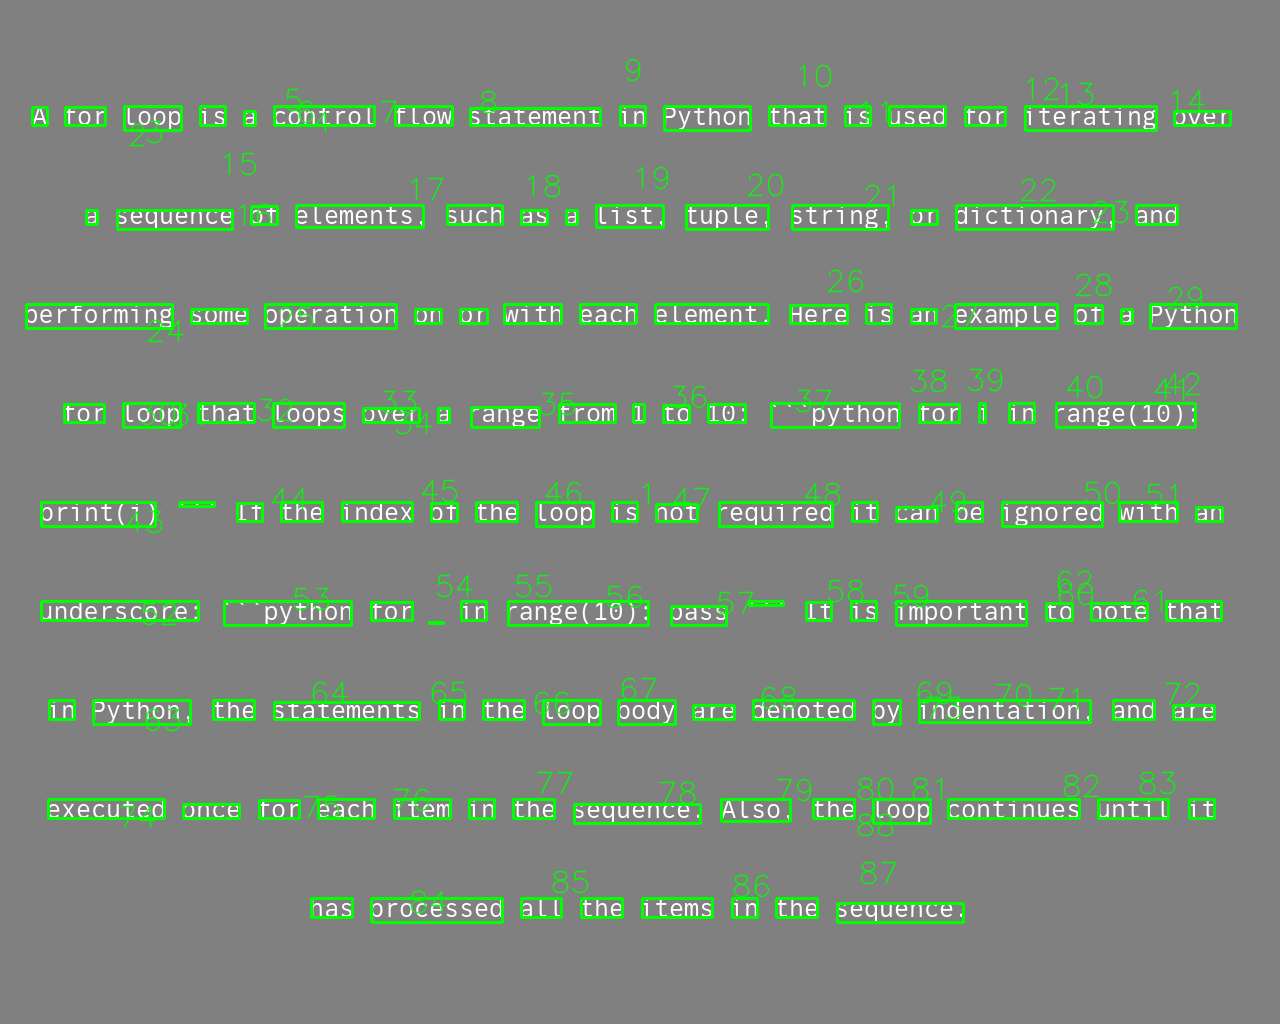 A for loop is a control flow statement in Python that is used for iterating over
a sequence of elements, such as a list, tuple, string, or dictionary, and
performing some operation on or with each element. Here is an example of a Python
for loop that loops over a range from 1 to 10: ```python for i in range(10):
print(i) ``` If the index of the loop is not required it can be ignored with an
underscore: ```python for _ in range(10): pass ``` It is important to note that
in Python, the statements in the loop body are denoted by indentation, and are
executed once for each item in the sequence. Also, the loop continues until it
has processed all the items in the sequence.